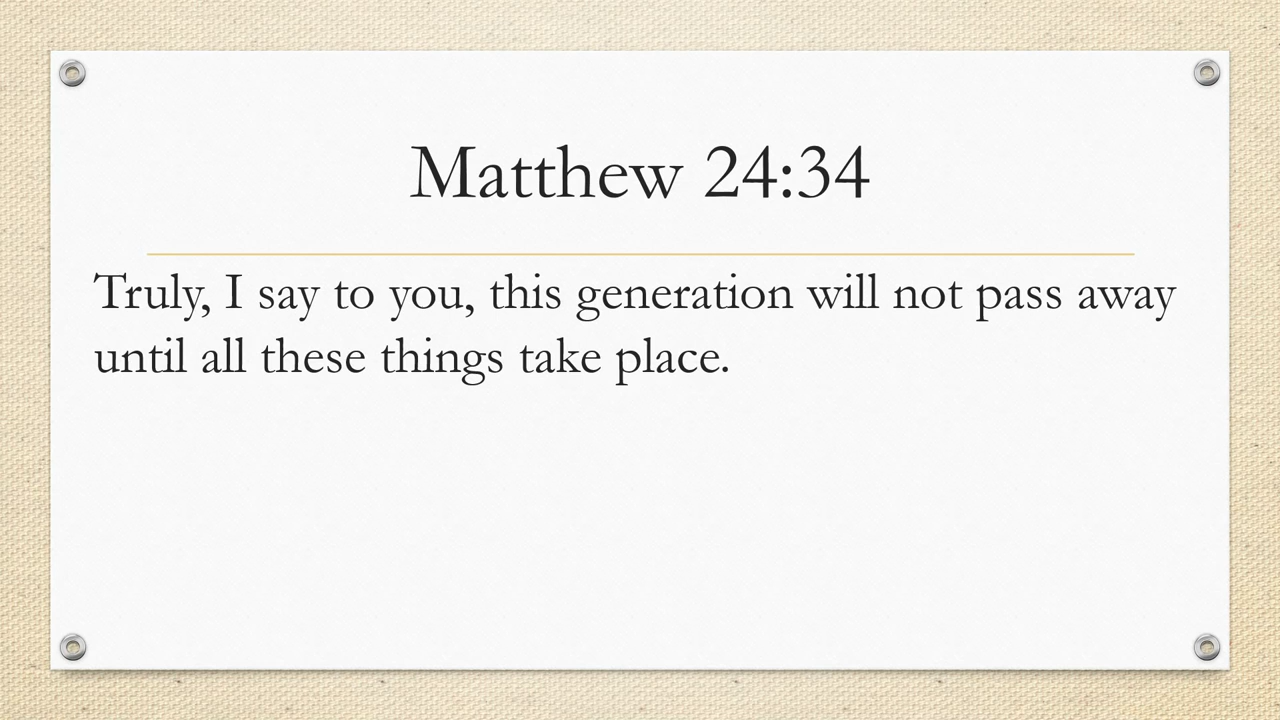 Matthew 24:34
Truly, I say to you, this generation will not pass away
until all these things take place.